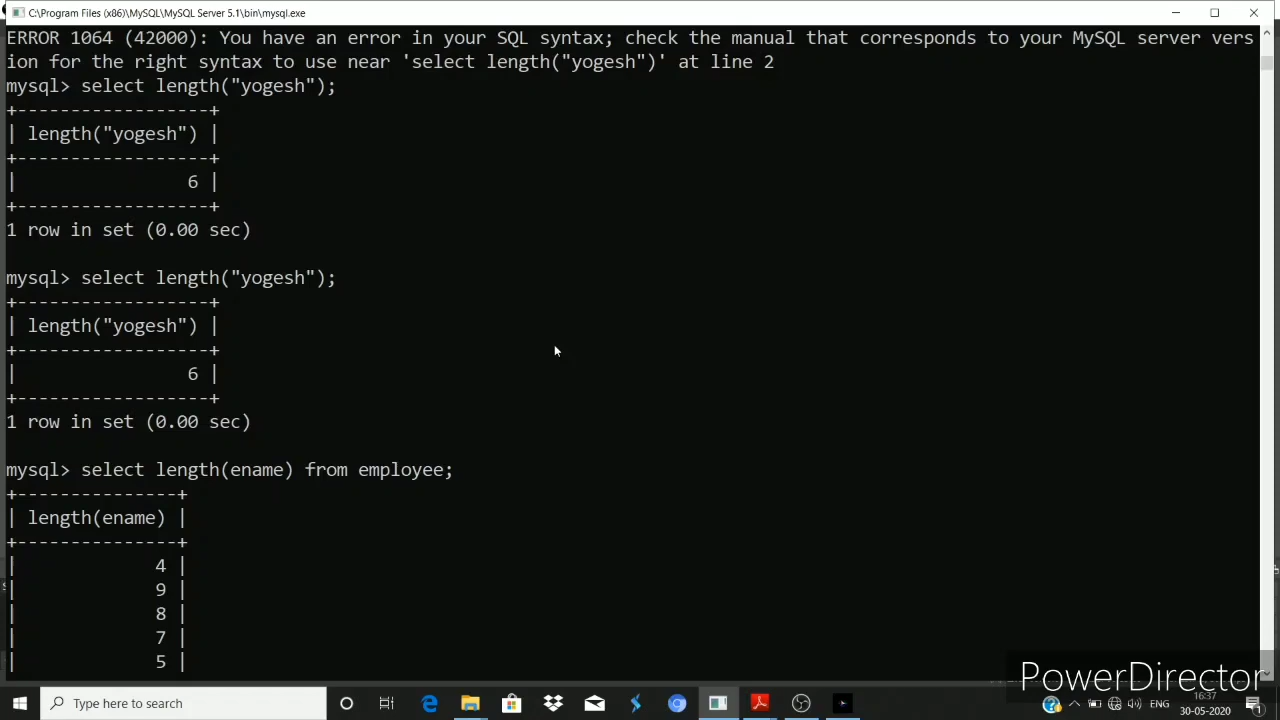 C:\Program Files (x86)\MySQL\MySQL Server 5.1\bin\mysql.exe
ERROR 1064 (42000): You have an error in your SQL syntax; check the manual that corresponds to your MySQL server vers
ion for the right syntax to use near 'select length("yogesh")' at line 2
mysql> select length("yogesh");
+------------------+
| length("yogesh") |
+------------------+
|                6 |
+------------------+
1 row in set (0.00 sec)
mysql> select length("yogesh");
+------------------+
| length("yogesh") |
+------------------+
|                6 |
+------------------+
1 row in set (0.00 sec)
mysql> select length(ename) from employee;
+---------------+
| length(ename) |
+---------------+
|             4 |
|             9 |
|             8 |
|             7 |
|             5 |
PowerDirector
Type here to search
ENG
16:37
30-05-2020
1